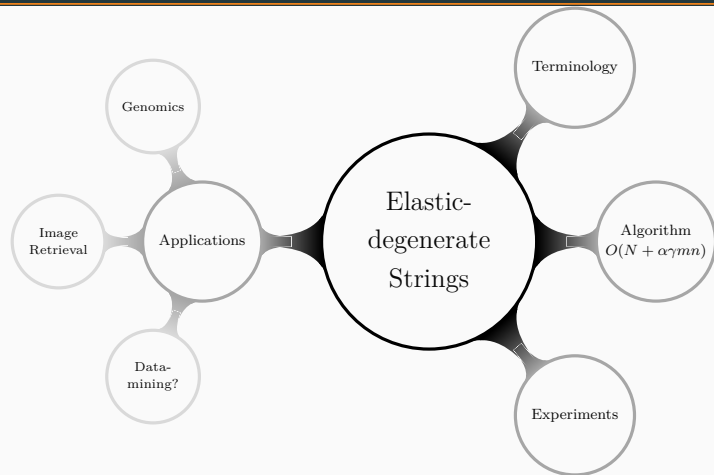 Terminology
Genomics
Elastic-
degenerate
Strings
Image
Retrieval
Applications
Algorithm
O(N + αγmn)
Data-
mining?
Experiments